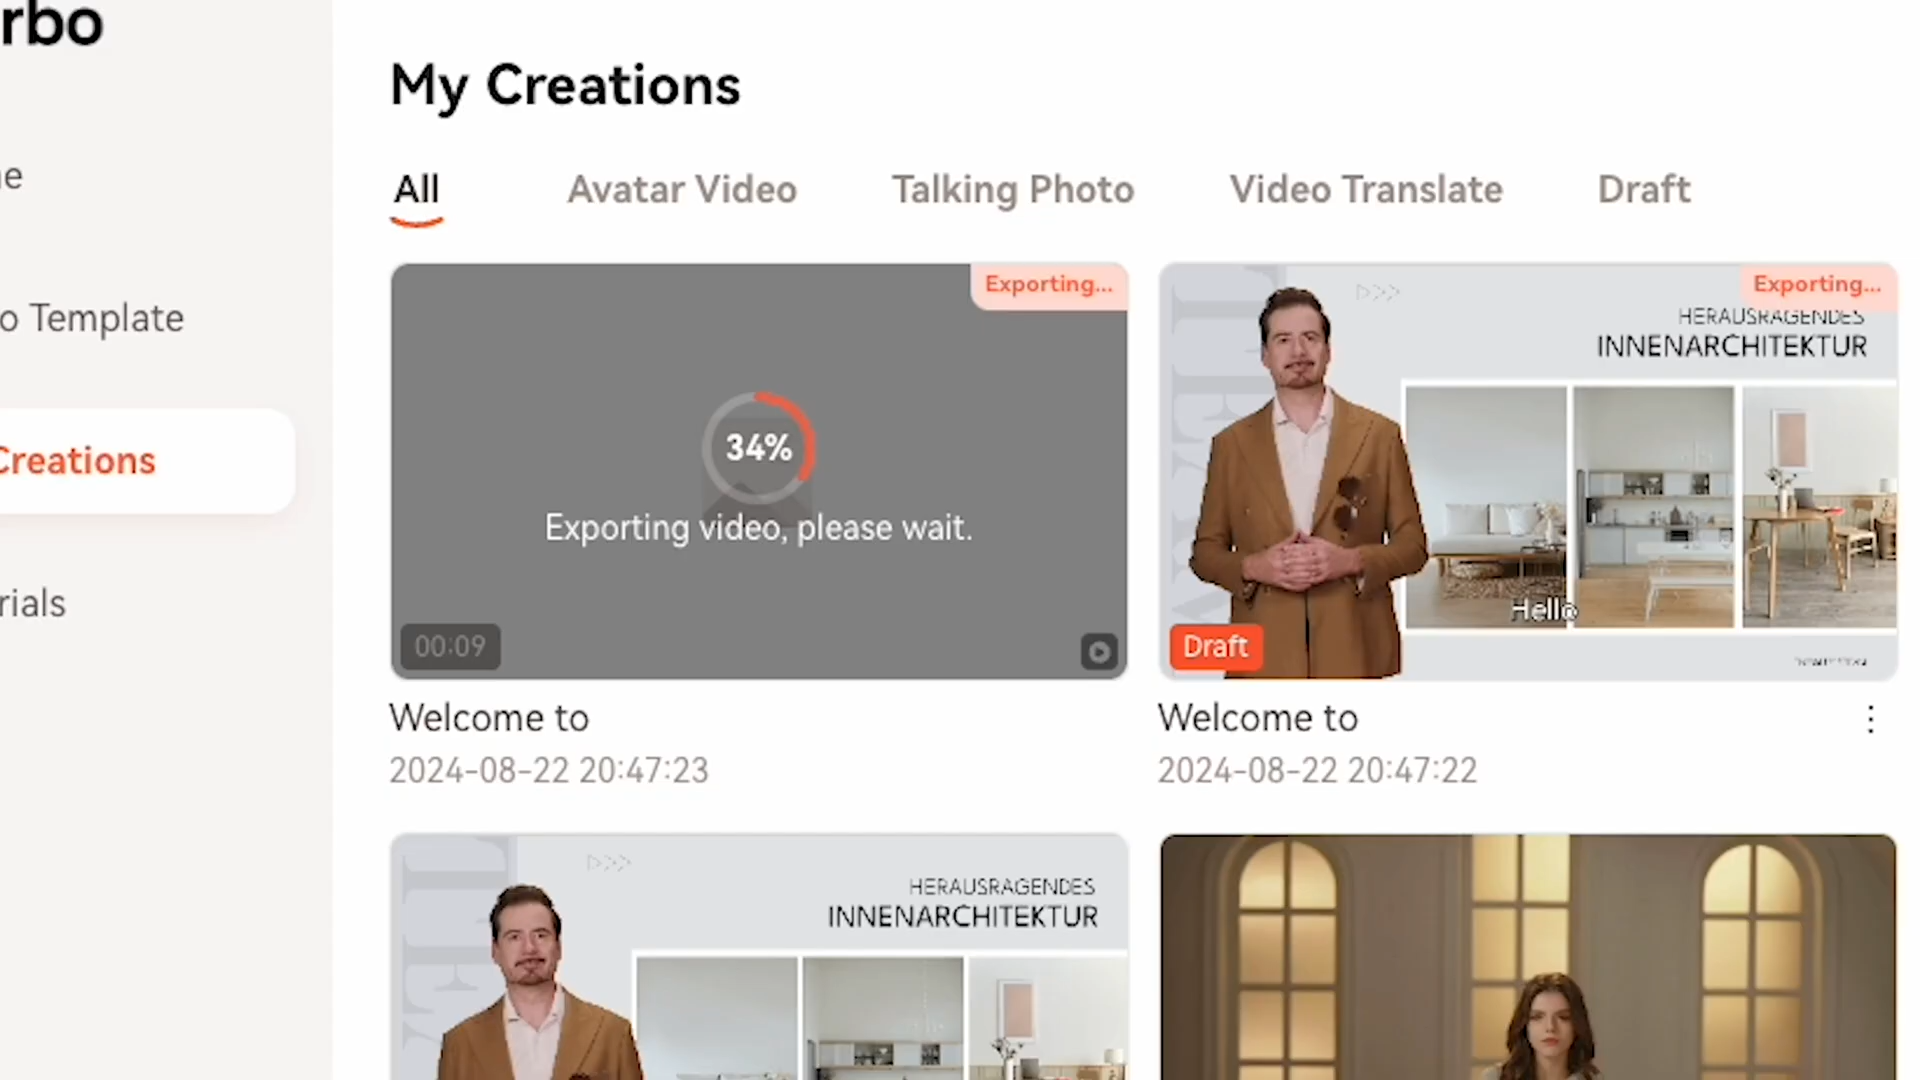 rbo
My Creations
All
Avatar Video
Talking Photo
Video Translate
Draft
ne
o Template
Creations
rials
Exporting...
34%
Exporting video, please wait.
00:09
Welcome to
2024-08-22 20:47:23
Exporting...
HERAUSRAGENDES
INNENARCHITEKTUR
Hello
Draft
Welcome to
2024-08-22 20:47:22
HERAUSRAGENDES
INNENARCHITEKTUR